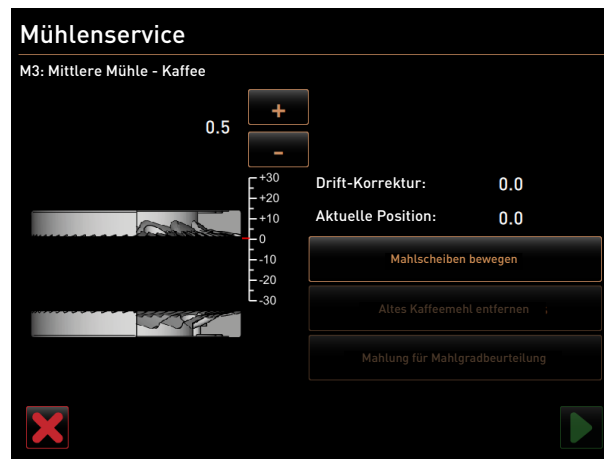 Mühlenservice
M3: Mittlere Mühle - Kaffee
+
0.5
-
+30
+20
+10
0
-10
-20
-30
Drift-Korrektur: 0.0
Aktuelle Position: 0.0
Mahlscheiben bewegen
Altes Kaffeemehl entfernen
Mahlung für Mahlgradbeurteilung